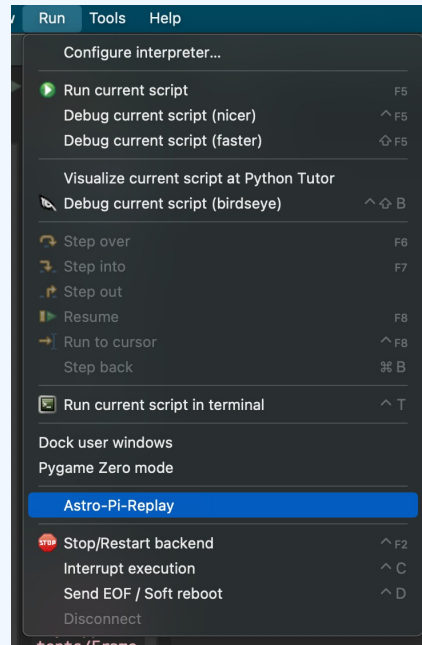 Run Tools Help
Configure interpreter...
Run current script F5
Debug current script (nicer) ^ F5
Debug current script (faster) ⇧ F5
Visualize current script at Python Tutor
Debug current script (birdseye) ^ ⇧ B
Step over F6
Step into F7
Step out
Resume F8
Run to cursor ^ F8
Step back ⌘ B
Run current script in terminal ^ T
Dock user windows
Pygame Zero mode
Astro-Pi-Replay
STOP Stop/Restart backend ^ F2
Interrupt execution ^ C
Send EOF / Soft reboot ^ D
Disconnect